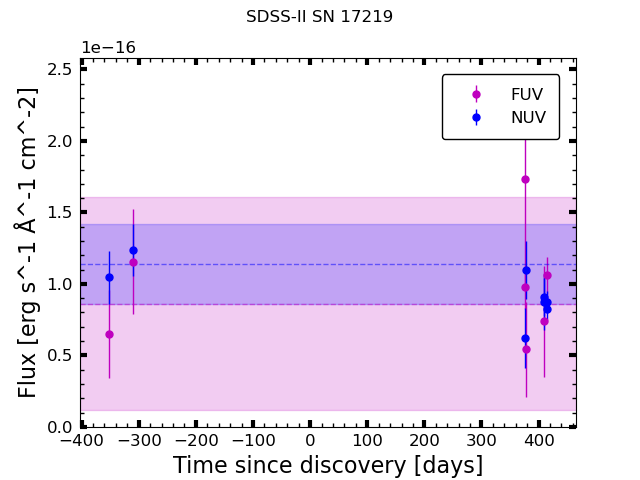 SDSS-II SN 17219
1e−16
2.5
2.0
1.5
1.0
0.5
0.0
Flux [erg s^-1 Å^-1 cm^-2]
FUV
NUV
−400 −300 −200 −100 0 100 200 300 400
Time since discovery [days]